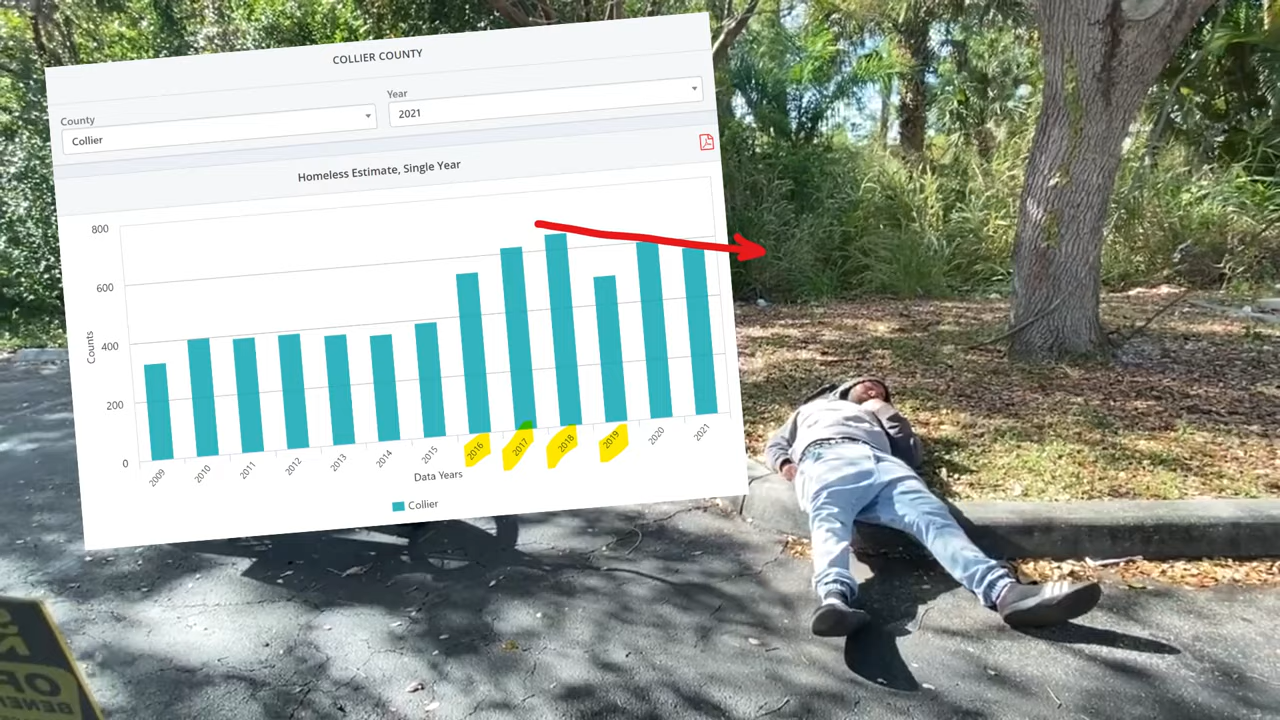 COLLIER COUNTY
County
Year
Collier
2021
Homeless Estimate, Single Year
800
600
400
200
0
Counts
2009
2010
2011
2012
2013
2014
2015
2016
2017
2018
2019
2020
2021
Data Years
Collier